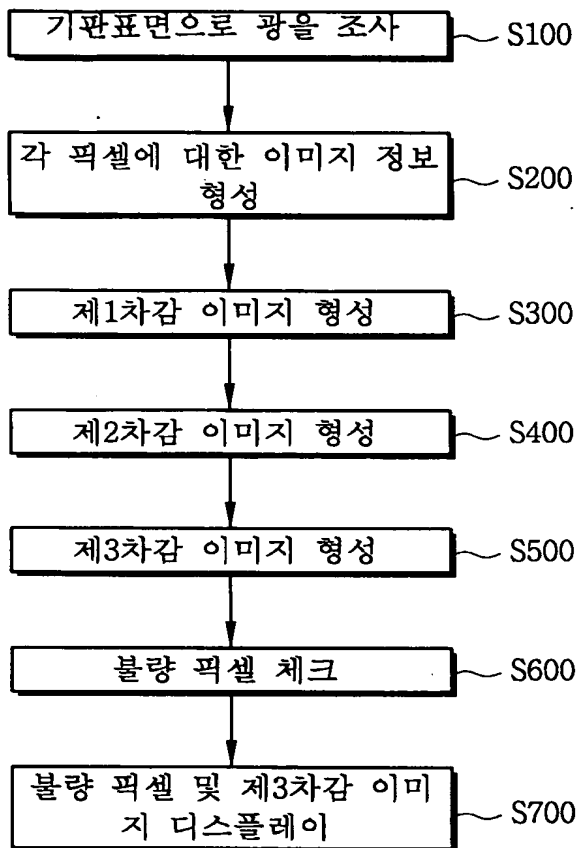 기판표면으로 광을 조사
S100
각 픽셀에 대한 이미지 정보
형성
S200
제1차감 이미지 형성
S300
제2차감 이미지 형성
S400
제3차감 이미지 형성
S500
불량 픽셀 체크
S600
불량 픽셀 및 제3차감 이미
지 디스플레이
S700